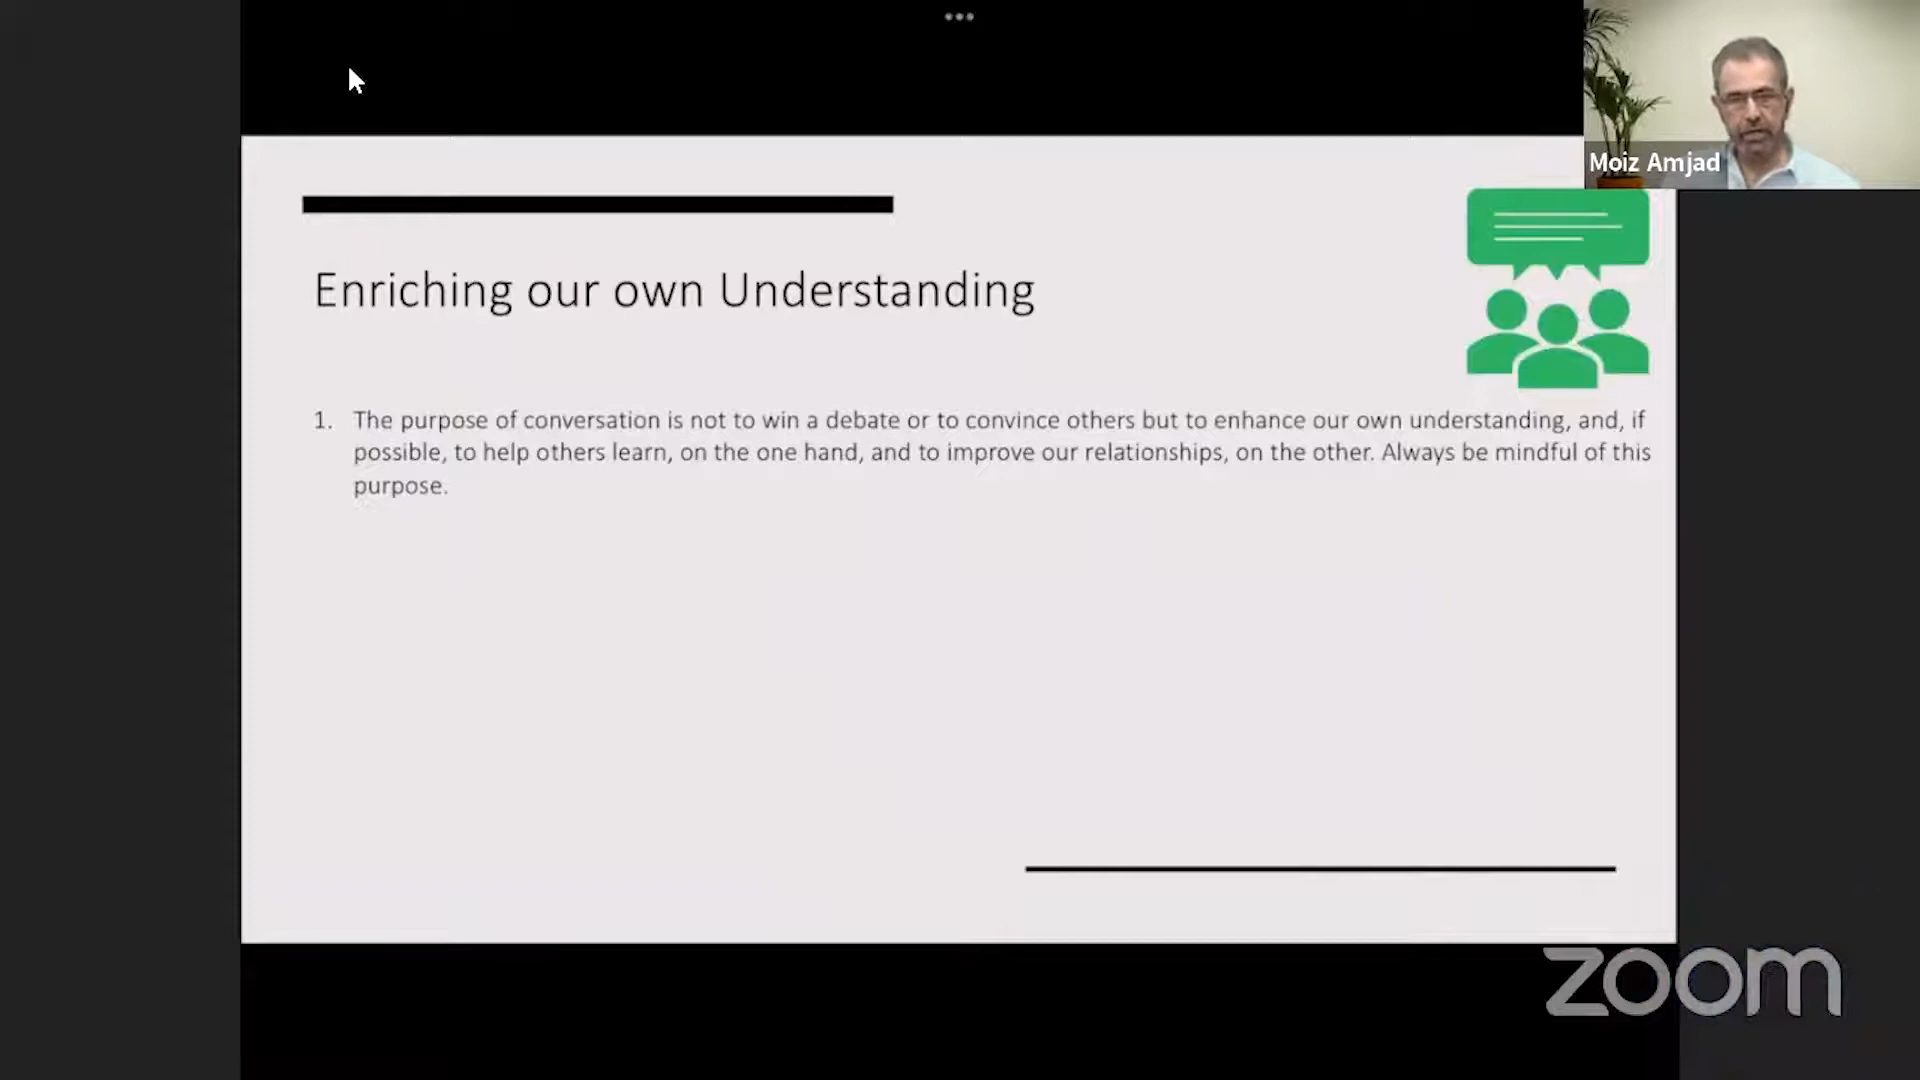 Moiz Amjad
Enriching our own Understanding
1. The purpose of conversation is not to win a debate or to convince others but to enhance our own understanding, and, if
possible, to help others learn, on the one hand, and to improve our relationships, on the other. Always be mindful of this
purpose.
zoom